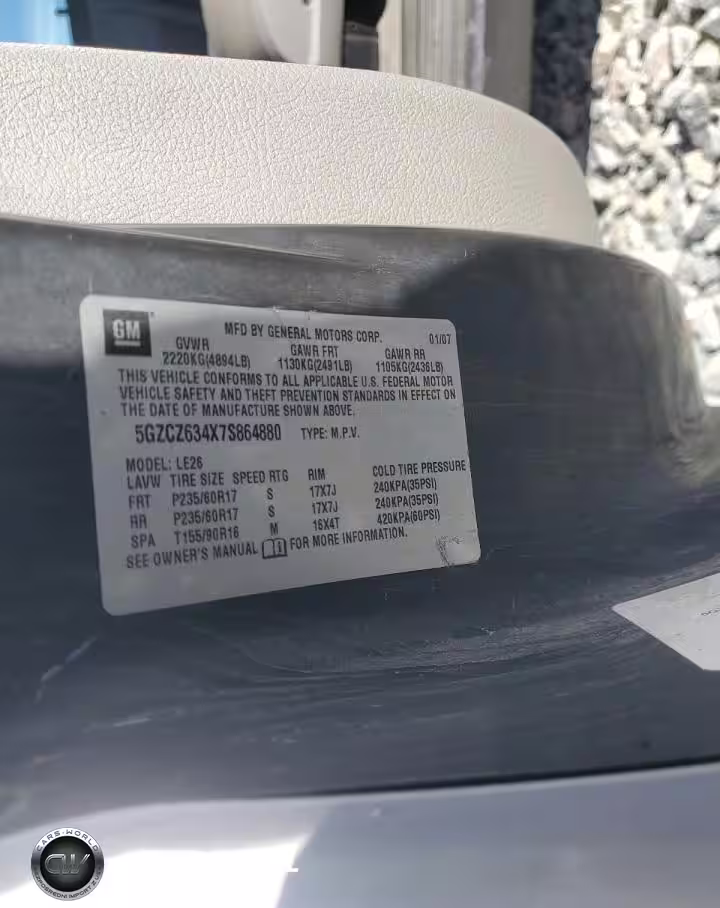 GM
MFD BY GENERAL MOTORS CORP. 01/07
GVWR GAWR FRT GAWR RR
2220KG(4894LB) 1130KG(2491LB) 1105KG(2436LB)
THIS VEHICLE CONFORMS TO ALL APPLICABLE U.S. FEDERAL MOTOR
VEHICLE SAFETY AND THEFT PREVENTION STANDARDS IN EFFECT ON
THE DATE OF MANUFACTURE SHOWN ABOVE.
5GZCZ634X7S864880 TYPE: M.P.V.
MODEL: LE26
LAVW TIRE SIZE SPEED RTG RIM COLD TIRE PRESSURE
FRT P235/60R17 S 17X7J 240KPA(35PSI)
RR P235/60R17 S 17X7J 240KPA(35PSI)
SPA T155/90R16 M 16X4T 420KPA(60PSI)
SEE OWNER'S MANUAL FOR MORE INFORMATION.
CARS-WORLD
CW